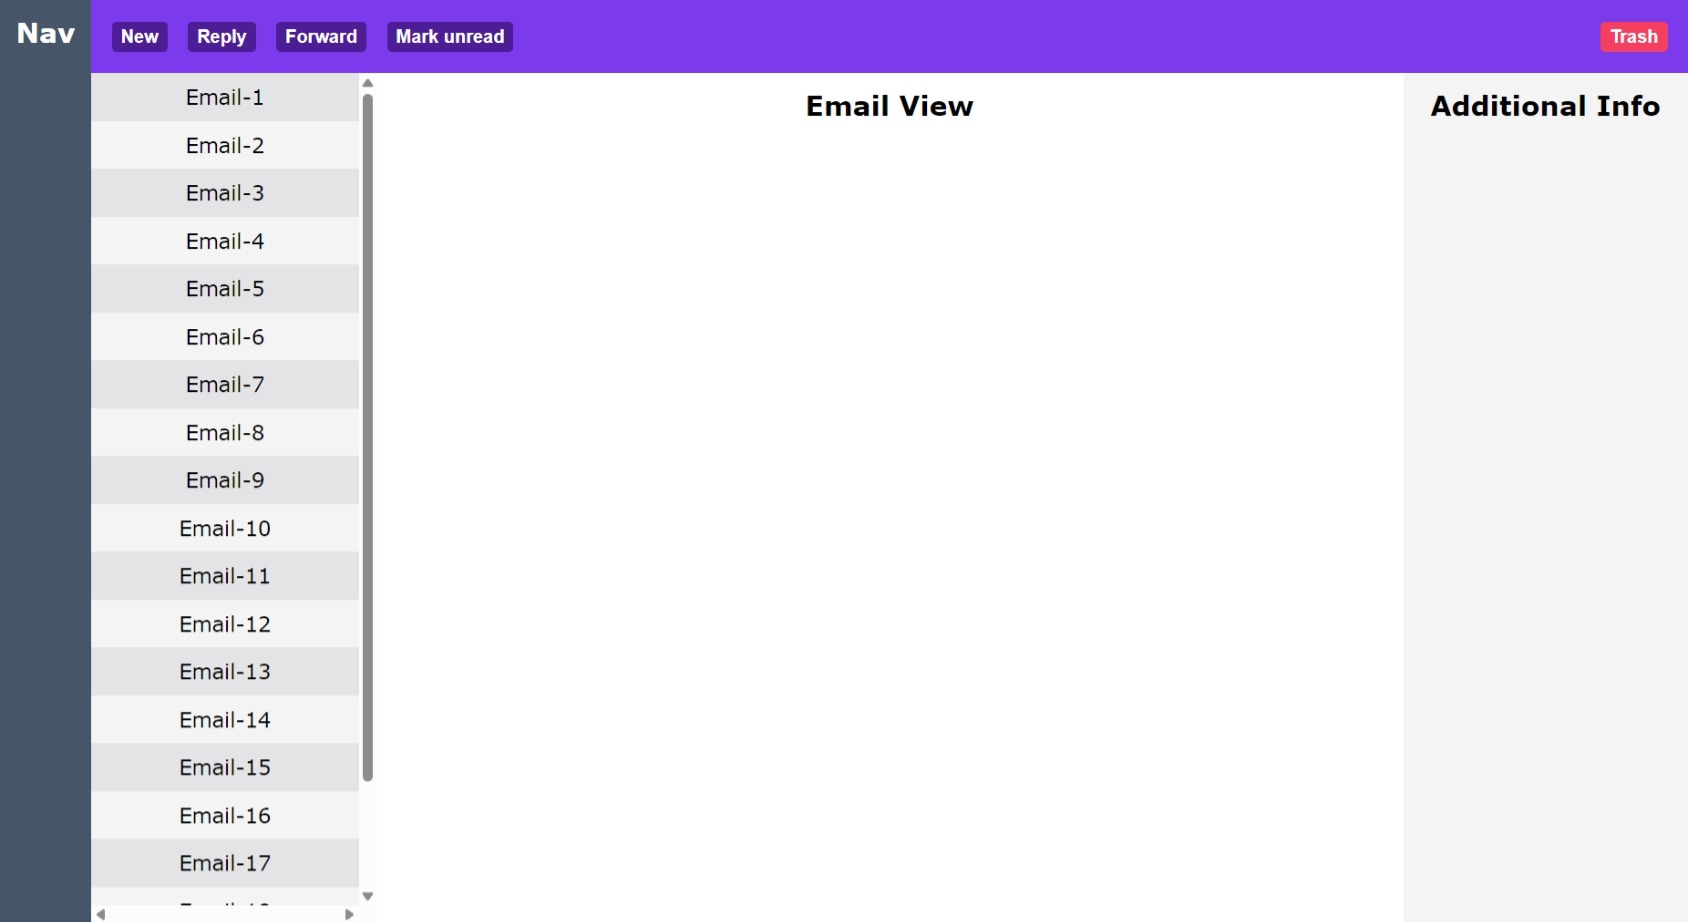 Nav
New
Reply
Forward
Mark unread
Trash
Email-1
Email-2
Email-3
Email-4
Email-5
Email-6
Email-7
Email-8
Email-9
Email-10
Email-11
Email-12
Email-13
Email-14
Email-15
Email-16
Email-17
Email View
Additional Info